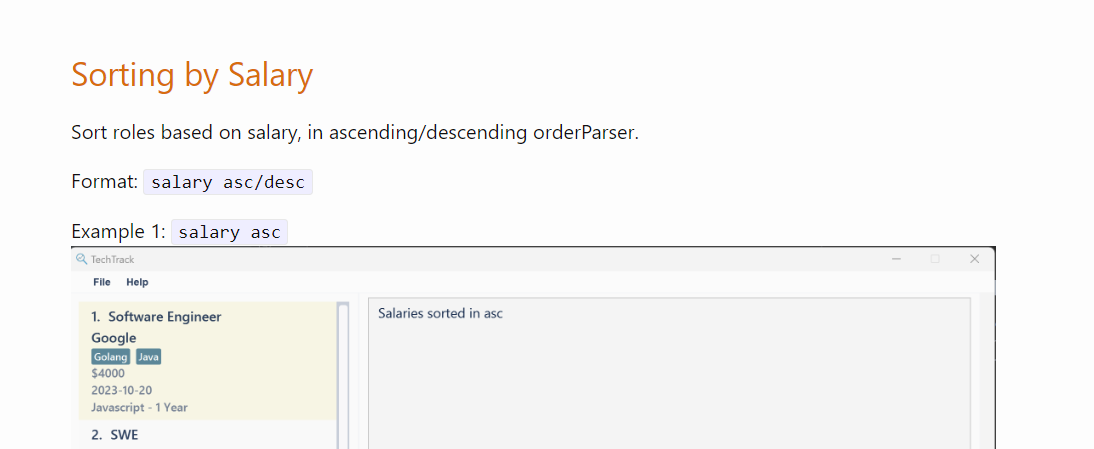 Sorting by Salary
Sort roles based on salary, in ascending/descending orderParser.
Format: salary asc/desc
Example 1: salary asc
TechTrack
File Help
1. Software Engineer
Google
Golang Java
$4000
2023-10-20
Javascript - 1 Year
2. SWE
Salaries sorted in asc